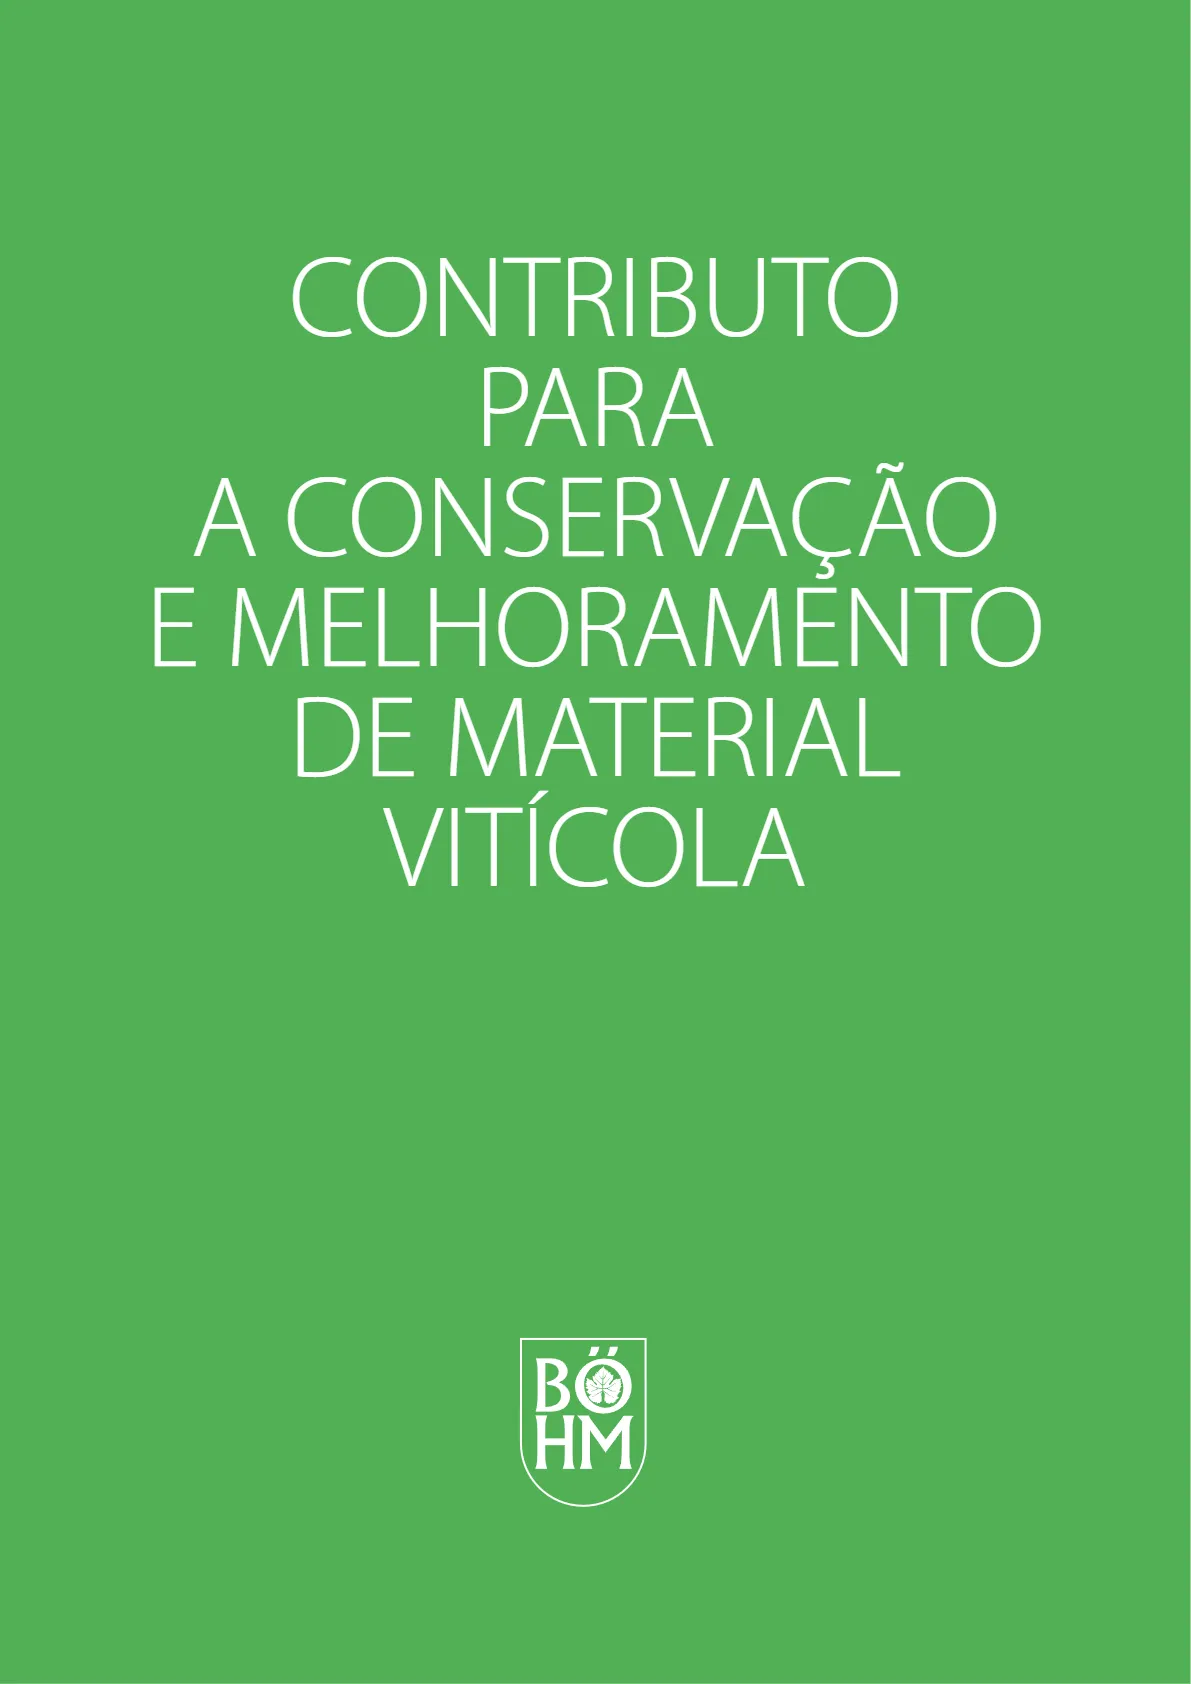 CONTRIBUTO
PARA
A CONSERVAÇÃO
E MELHORAMENTO
DE MATERIAL
VITÍCOLA
BÖ
HM